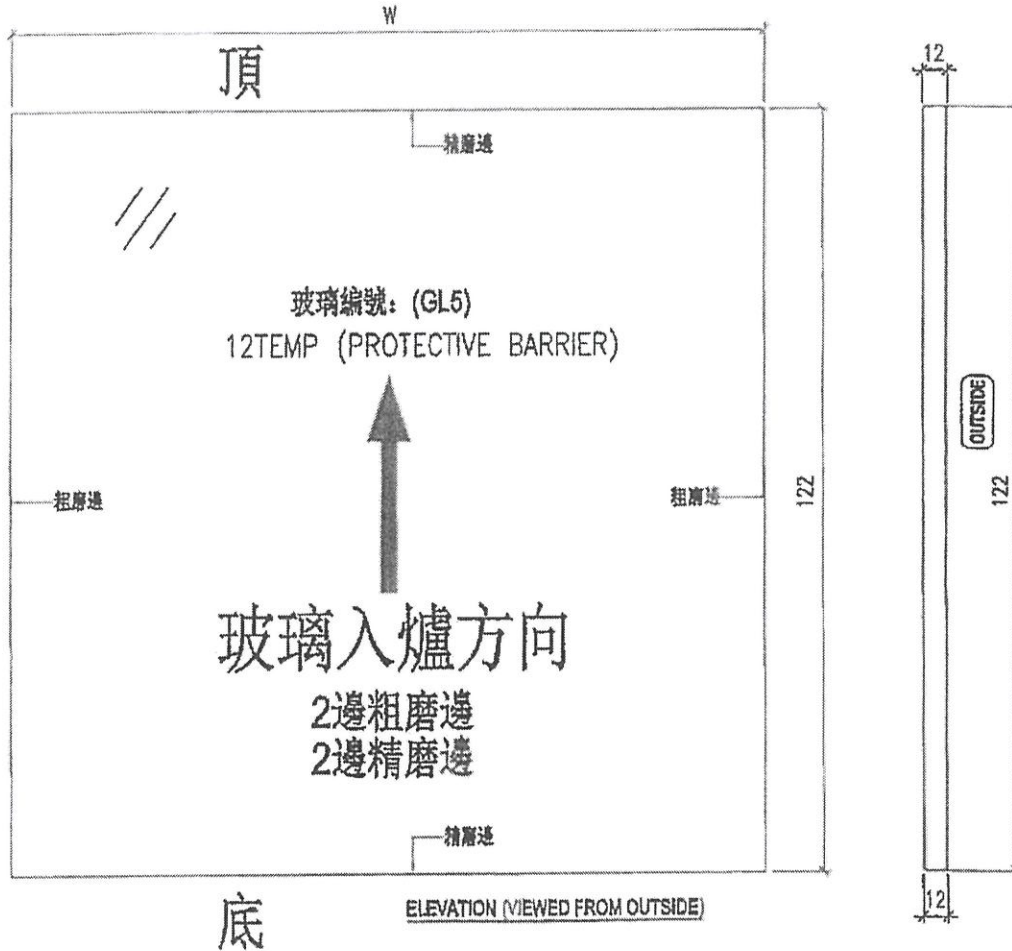 W
頂
12
精磨邊
玻璃編號：(GL5)
12TEMP (PROTECTIVE BARRIER)
OUTSIDE
粗磨邊
粗磨邊
122
122
玻璃入爐方向
2邊粗磨邊
2邊精磨邊
精磨邊
底
ELEVATION (VIEWED FROM OUTSIDE)
12